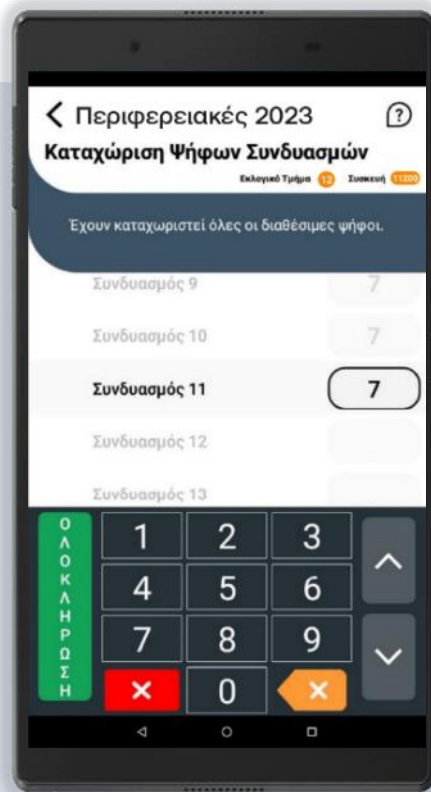 Περιφερειακές 2023 ?
Καταχώριση Ψήφων Συνδυασμών
Εκλογικό Τμήμα 12 Συσκευή 11200
Έχουν καταχωριστεί όλες οι διαθέσιμες ψήφοι.
Συνδυασμός 9 7
Συνδυασμός 10 7
Συνδυασμός 11 7
Συνδυασμός 12
Συνδυασμός 13
ΟΛΟΚΛΗΡΩΣΗ
1 2 3
4 5 6
7 8 9
0